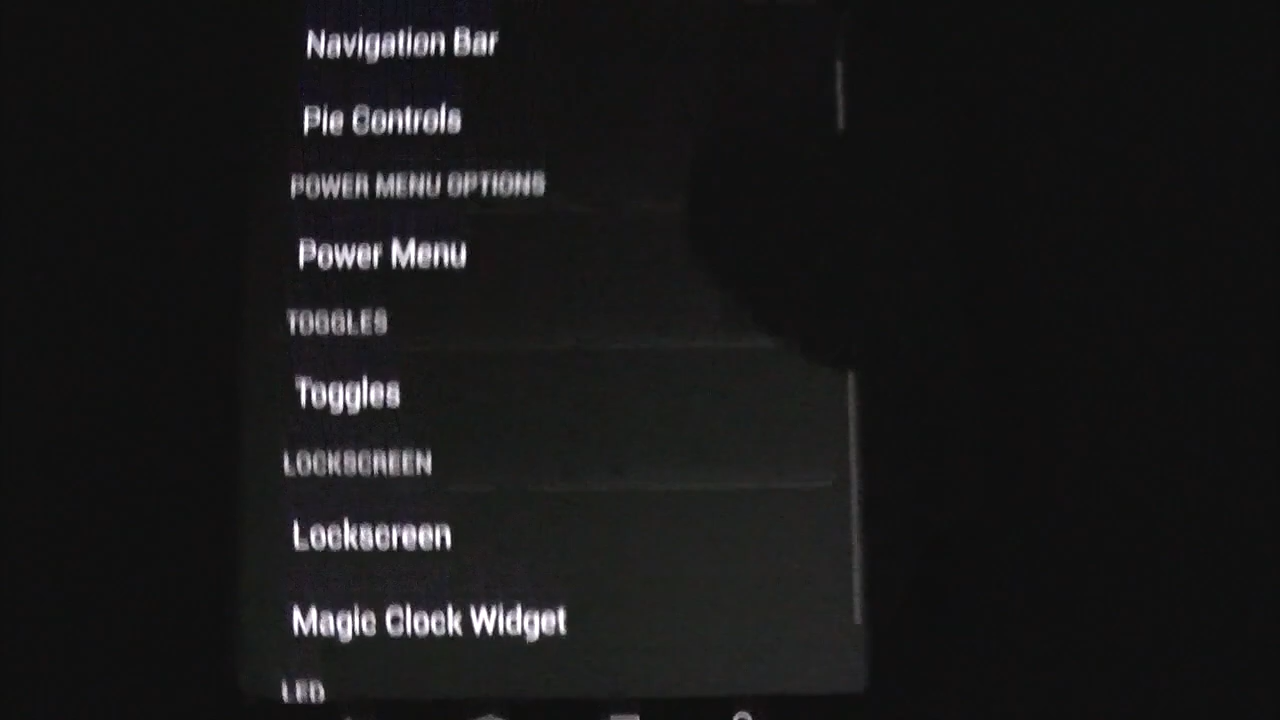 Navigation Bar
Pie Controls
POWER MENU OPTIONS
Power Menu
TOGGLES
Toggles
LOCKSCREEN
Lockscreen
Magic Clock Widget
LED